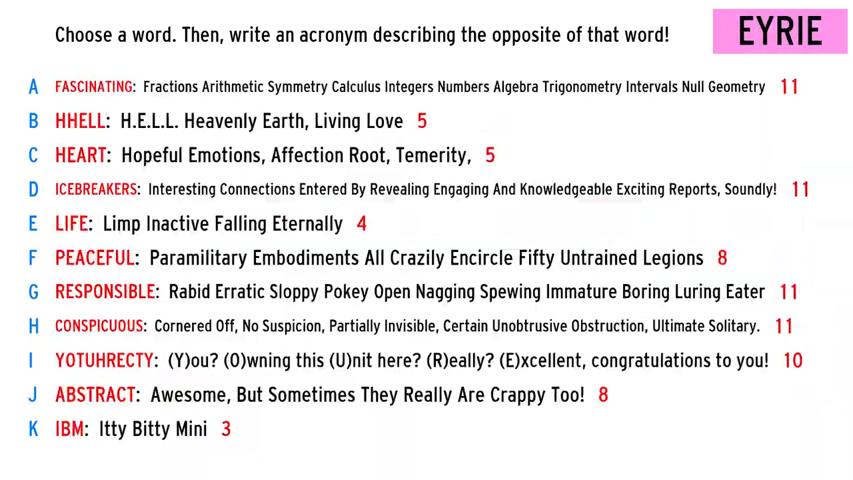 Choose a word. Then, write an acronym describing the opposite of that word!
EYRIE
A FASCINATING: Fractions Arithmetic Symmetry Calculus Integers Numbers Algebra Trigonometry Intervals Null Geometry 11
B HHELL: H.E.L.L. Heavenly Earth, Living Love 5
C HEART: Hopeful Emotions, Affection Root, Temerity, 5
D ICEBREAKERS: Interesting Connections Entered By Revealing Engaging And Knowledgeable Exciting Reports, Soundly! 11
E LIFE: Limp Inactive Falling Eternally 4
F PEACEFUL: Paramilitary Embodiments All Crazily Encircle Fifty Untrained Legions 8
G RESPONSIBLE: Rabid Erratic Sloppy Pokey Open Nagging Spewing Immature Boring Luring Eater 11
H CONSPICUOUS: Cornered Off, No Suspicion, Partially Invisible, Certain Unobtrusive Obstruction, Ultimate Solitary. 11
I YOTUHRECTY: (Y)ou? (O)wning this (U)nit here? (R)eally? (E)xcellent, congratulations to you! 10
J ABSTRACT: Awesome, But Sometimes They Really Are Crappy Too! 8
K IBM: Itty Bitty Mini 3